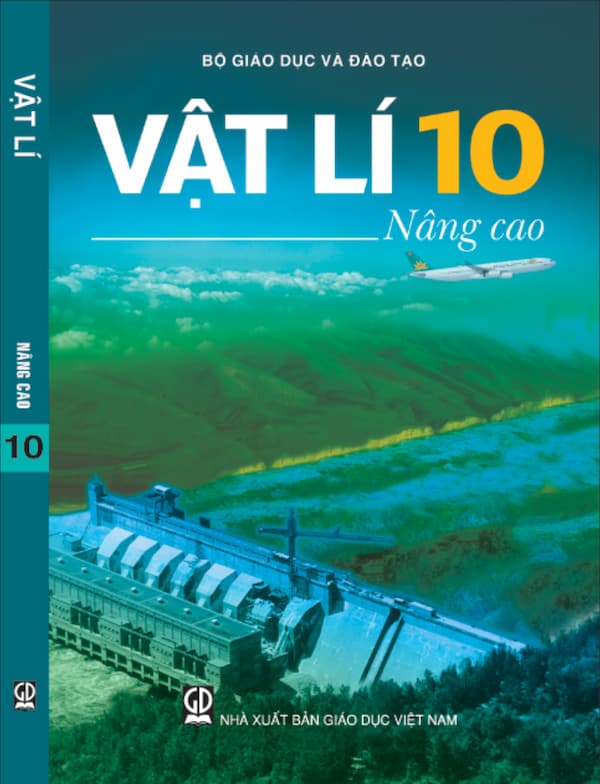 BỘ GIÁO DỤC VÀ ĐÀO TẠO
VẬT LÍ 10
Nâng cao
VẬT LÍ
NÂNG CAO
10
GD
GD
NHÀ XUẤT BẢN GIÁO DỤC VIỆT NAM